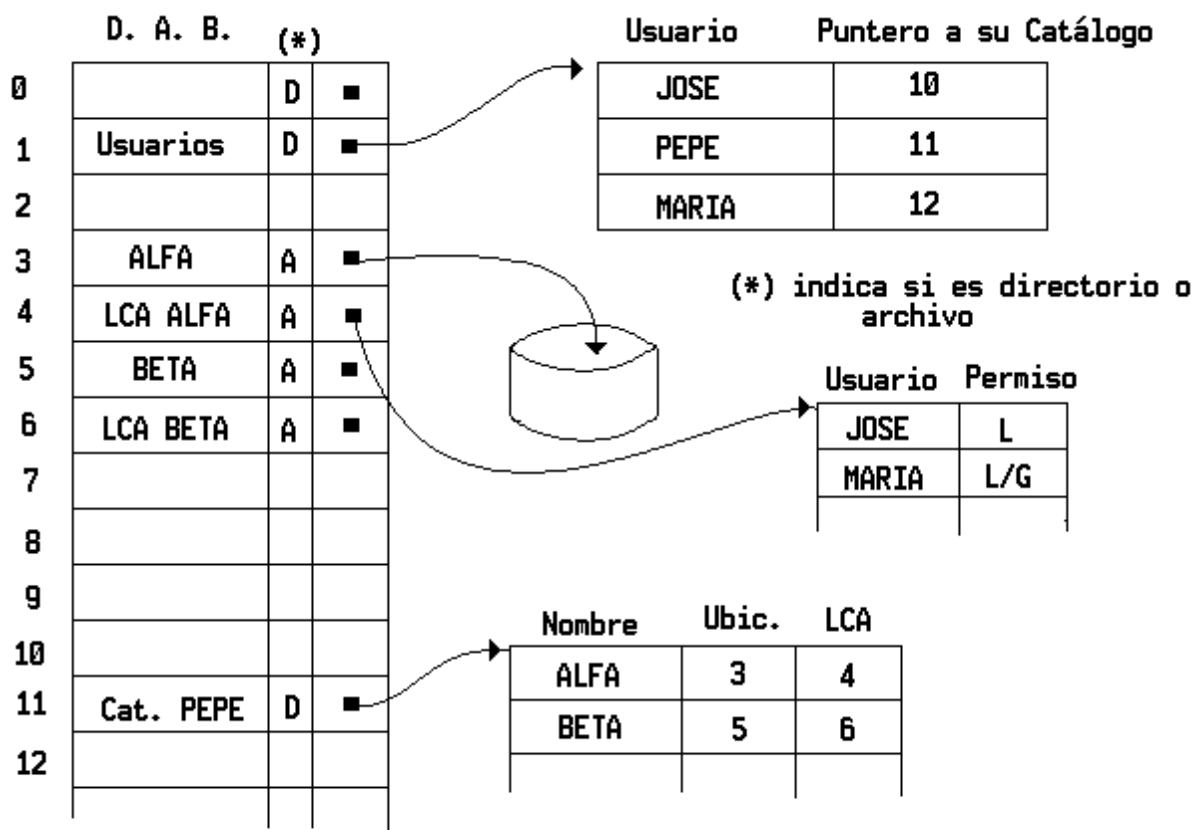 D. A. B. (*)
0 D
1 Usuarios D
2
3 ALFA A
4 LCA ALFA A
5 BETA A
6 LCA BETA A
7
8
9
10
11 Cat. PEPE D
12
Usuario Puntero a su Catálogo
JOSE 10
PEPE 11
MARIA 12
(*) indica si es directorio o
archivo
Usuario Permiso
JOSE L
MARIA L/G
Nombre Ubic. LCA
ALFA 3 4
BETA 5 6